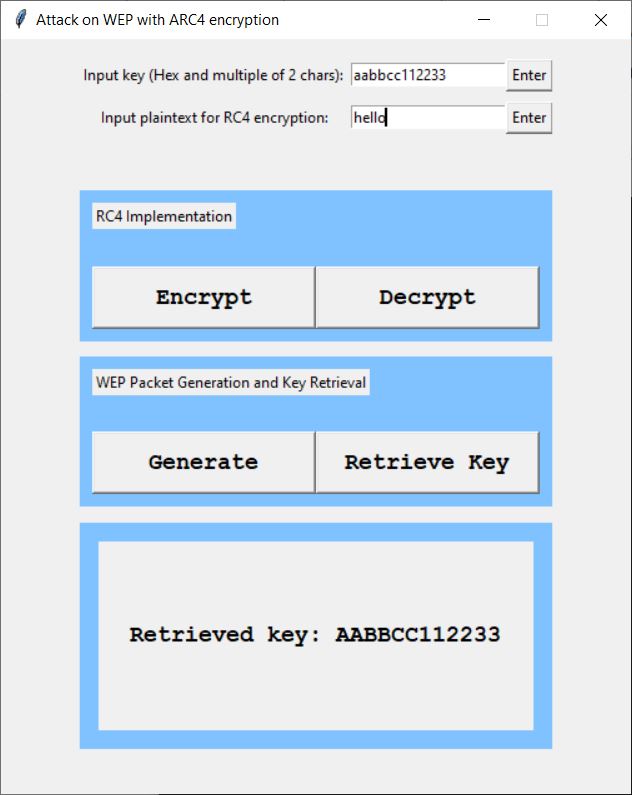 Attack on WEP with ARC4 encryption
Input key (Hex and multiple of 2 chars): aabbcc112233 Enter
Input plaintext for RC4 encryption: hello Enter
RC4 Implementation
Encrypt Decrypt
WEP Packet Generation and Key Retrieval
Generate Retrieve Key
Retrieved key: AABBCC112233